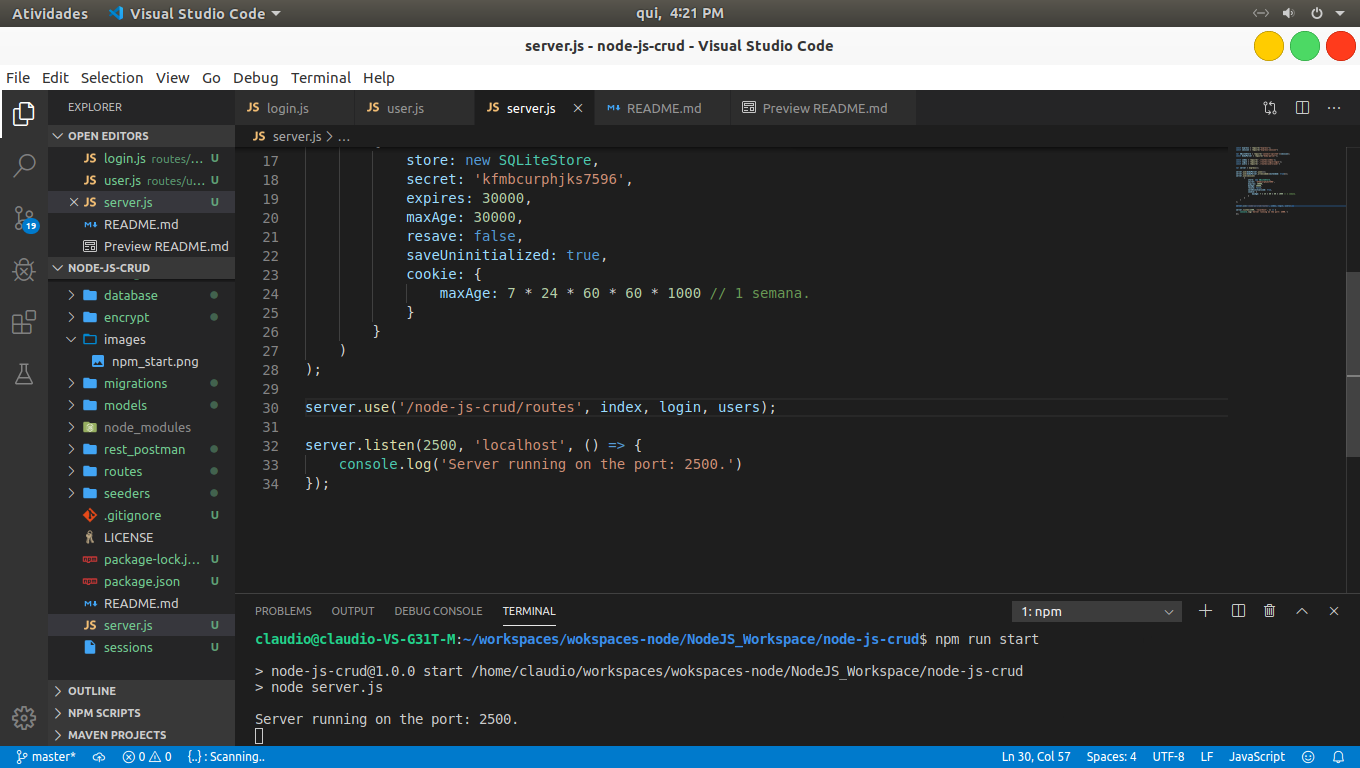 Atividades Visual Studio Code qui, 4:21 PM
server.js - node-js-crud - Visual Studio Code
File Edit Selection View Go Debug Terminal Help
EXPLORER
OPEN EDITORS
JS login.js routes/... U
JS user.js routes/u... U
JS server.js U
README.md
Preview README.md
NODE-JS-CRUD
database
encrypt
images
npm_start.png
migrations
models
node_modules
rest_postman
routes
seeders
.gitignore U
LICENSE
package-lock.j... U
package.json U
README.md
JS server.js U
sessions U
OUTLINE
NPM SCRIPTS
MAVEN PROJECTS
19
JS login.js JS user.js JS server.js README.md Preview README.md
JS server.js > ...
17 store: new SQLiteStore,
18 secret: 'kfmbcurphjks7596',
19 expires: 30000,
20 maxAge: 30000,
21 resave: false,
22 saveUninitialized: true,
23 cookie: {
24 maxAge: 7 * 24 * 60 * 60 * 1000 // 1 semana.
25 }
26 }
27 )
28 );
29
30 server.use('/node-js-crud/routes', index, login, users);
31
32 server.listen(2500, 'localhost', () => {
33 console.log('Server running on the port: 2500.')
34 });
PROBLEMS OUTPUT DEBUG CONSOLE TERMINAL 1: npm
claudio@claudio-VS-G31T-M:~/workspaces/wokspaces-node/NodeJS_Workspace/node-js-crud$ npm run start
> node-js-crud@1.0.0 start /home/claudio/workspaces/wokspaces-node/NodeJS_Workspace/node-js-crud
> node server.js
Server running on the port: 2500.
master* 0 0 {..} : Scanning.. Ln 30, Col 57 Spaces: 4 UTF-8 LF JavaScript